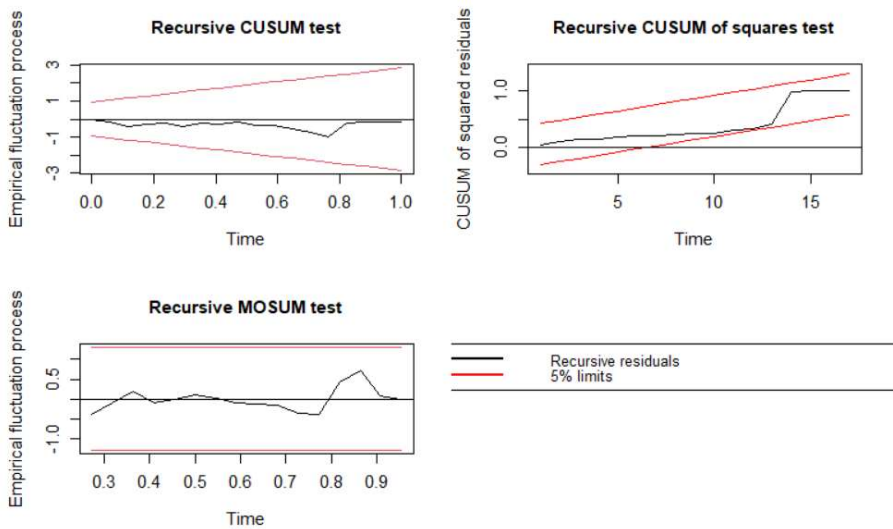 Recursive CUSUM test
Empirical fluctuation process
3
1
-1
-3
0.0 0.2 0.4 0.6 0.8 1.0
Time
Recursive CUSUM of squares test
CUSUM of squared residuals
1.0
0.0
5 10 15
Time
Recursive MOSUM test
Empirical fluctuation process
0.5
-1.0
0.3 0.4 0.5 0.6 0.7 0.8 0.9
Time
Recursive residuals
5% limits